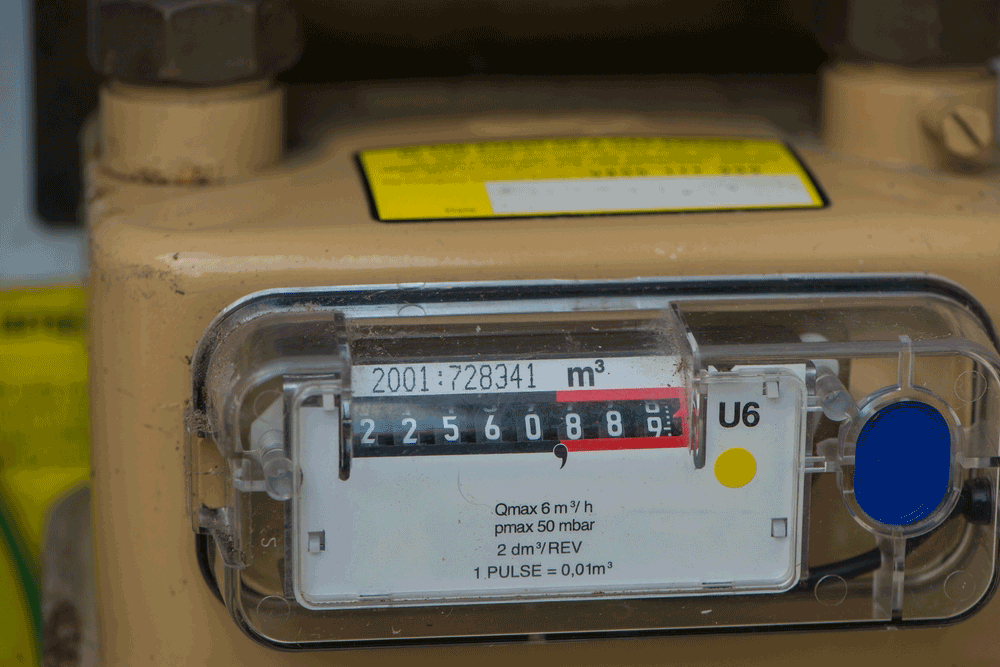 Date
2001:728341 m³
2 2 5 6 0 , 8 8 9
U6
Qmax 6 m³/h
pmax 50 mbar
2 dm³/REV
1 PULSE = 0,01m³